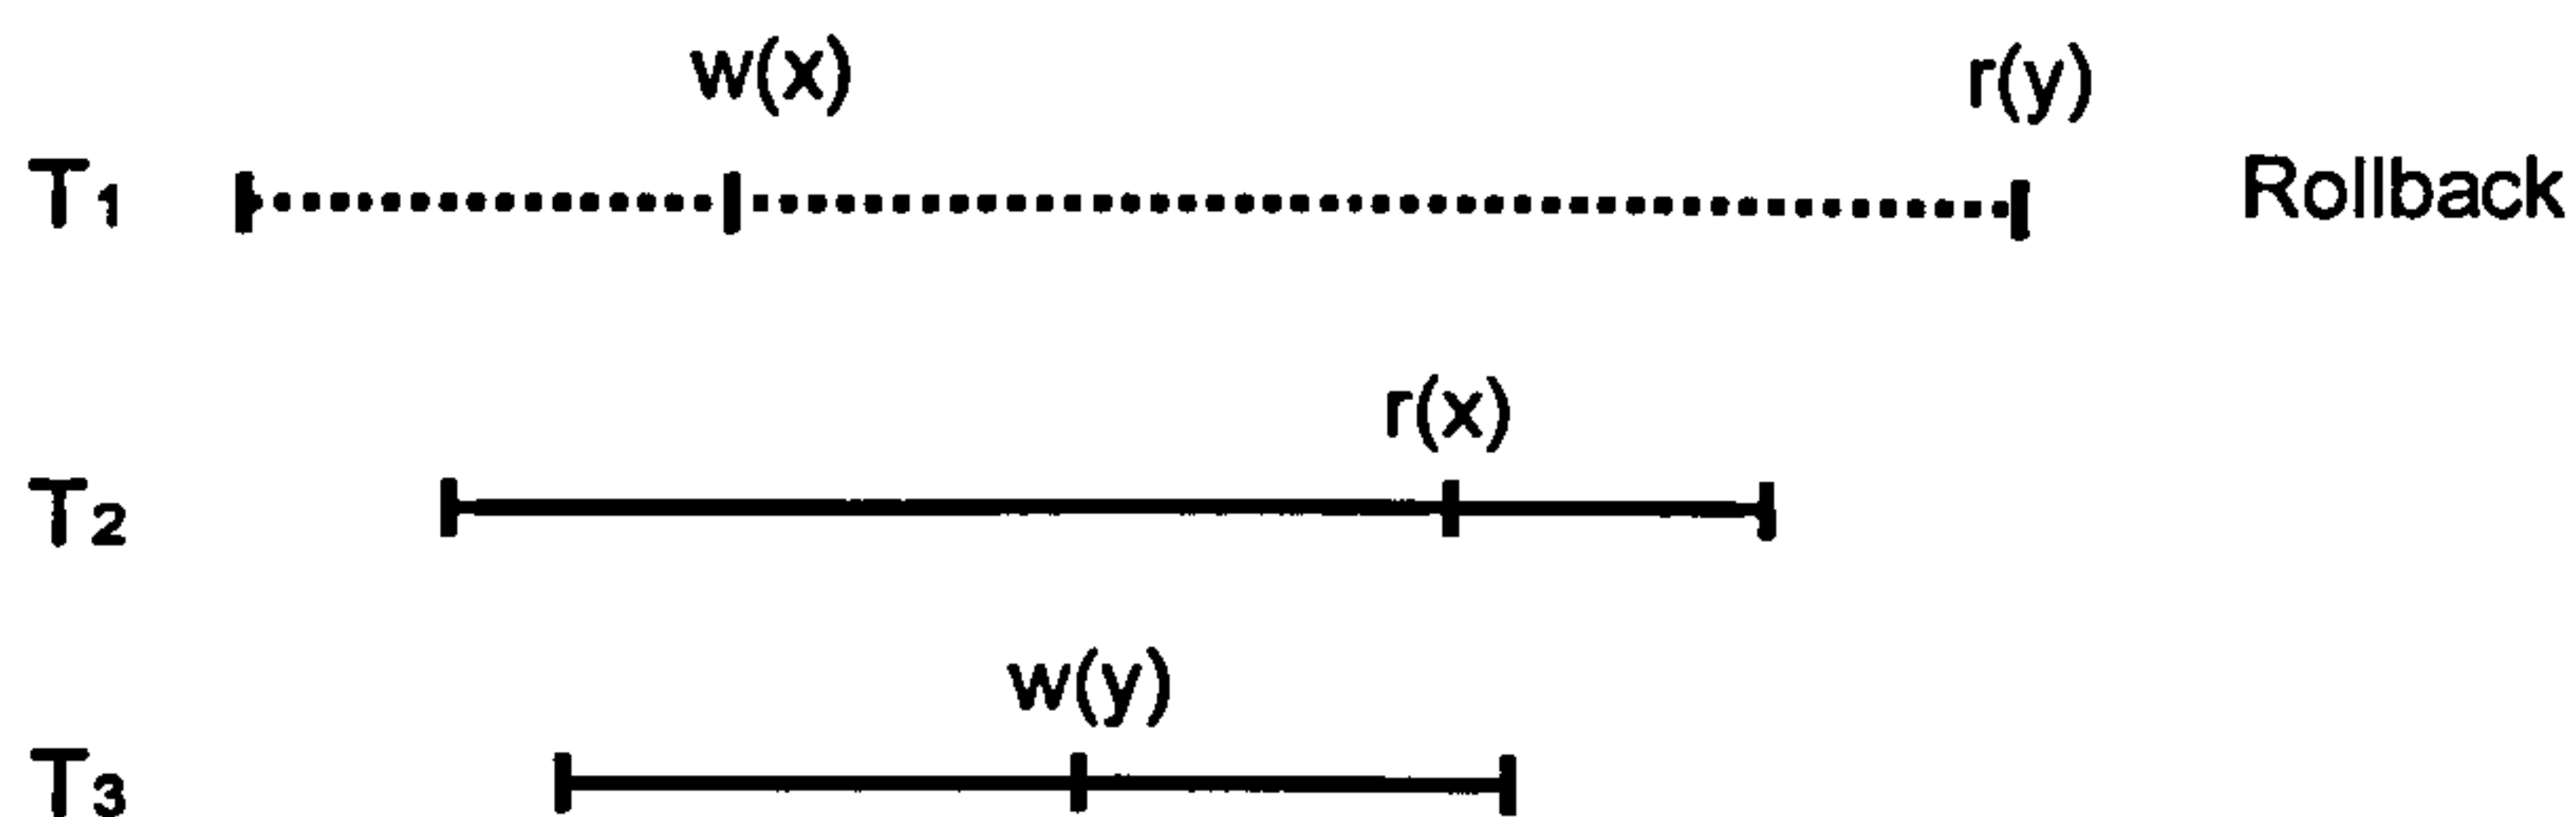 w(x) r(y)
T₁ Rollback
r(x)
T₂
w(y)
T₃